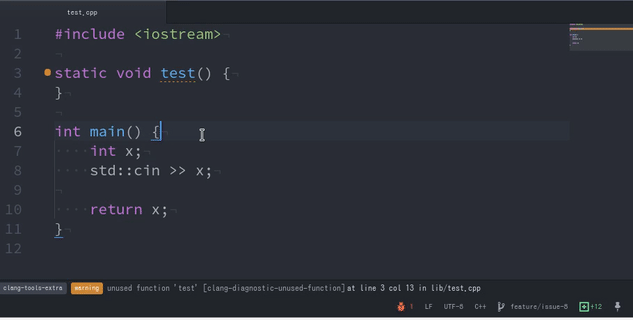 test.cpp
1 #include <iostream>
2
3 static void test() {
4 }
5
6 int main() {
7 int x;
8 std::cin >> x;
9
10 return x;
11 }
12
clang-tools-extra warning unused function 'test' [clang-diagnostic-unused-function] at line 3 col 13 in lib/test.cpp
1 LF UTF-8 C++ feature/issue-5 +12